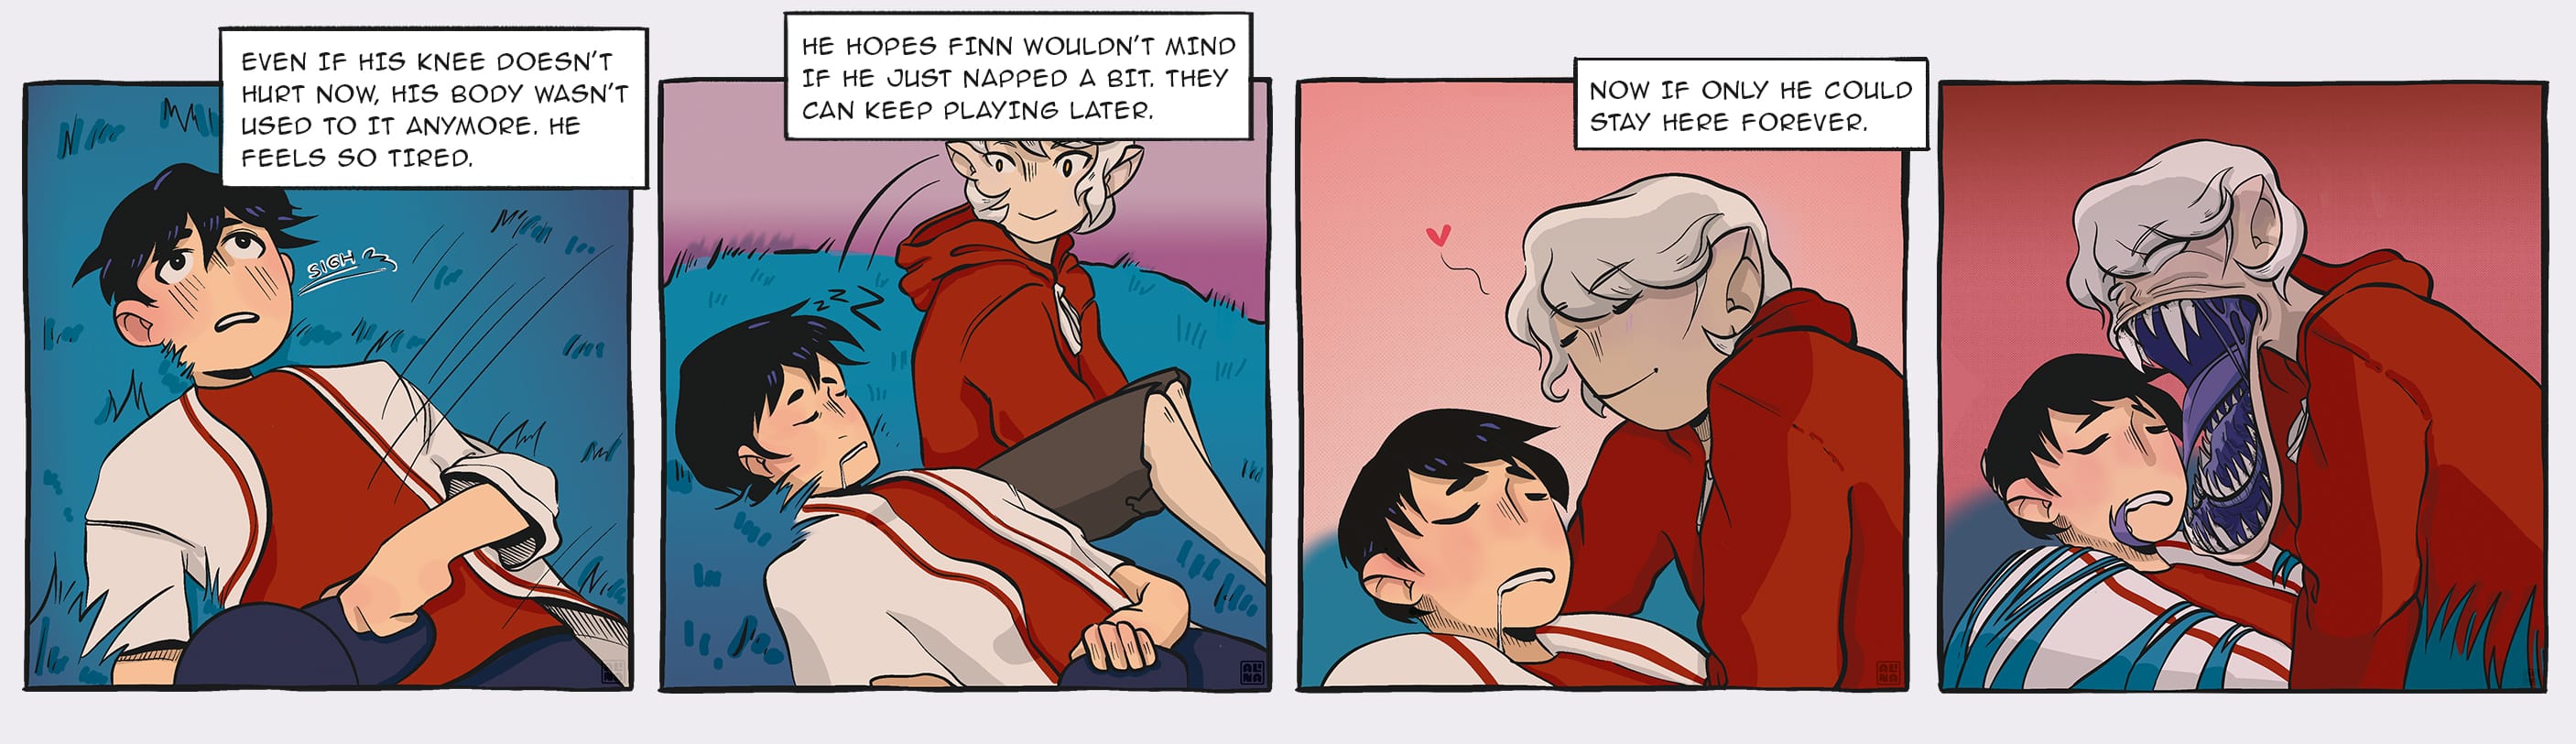 EVEN IF HIS KNEE DOESN'T
HURT NOW, HIS BODY WASN'T
USED TO IT ANYMORE. HE
FEELS SO TIRED.
SIGH
HE HOPES FINN WOULDN'T MIND
IF HE JUST NAPPED A BIT. THEY
CAN KEEP PLAYING LATER.
ZZZ
NOW IF ONLY HE COULD
STAY HERE FOREVER.